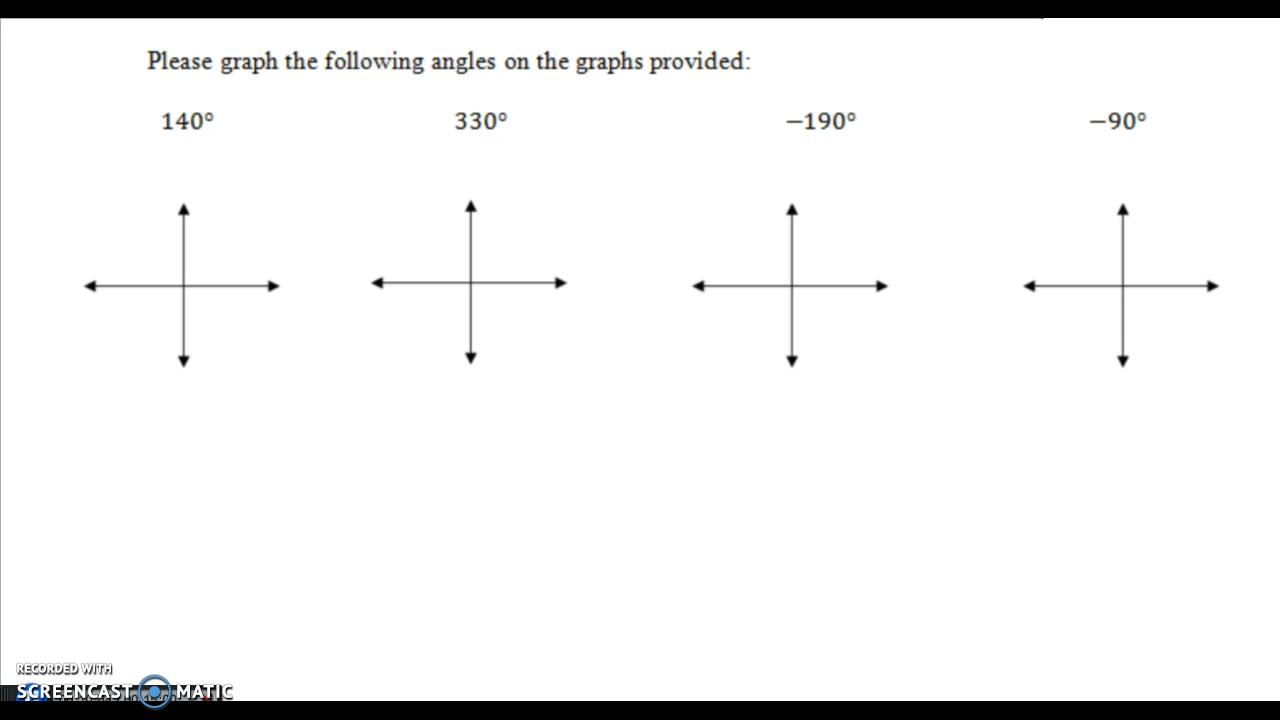 Please graph the following angles on the graphs provided:
140° 330° −190° −90°
RECORDED WITH
SCREENCAST MATIC